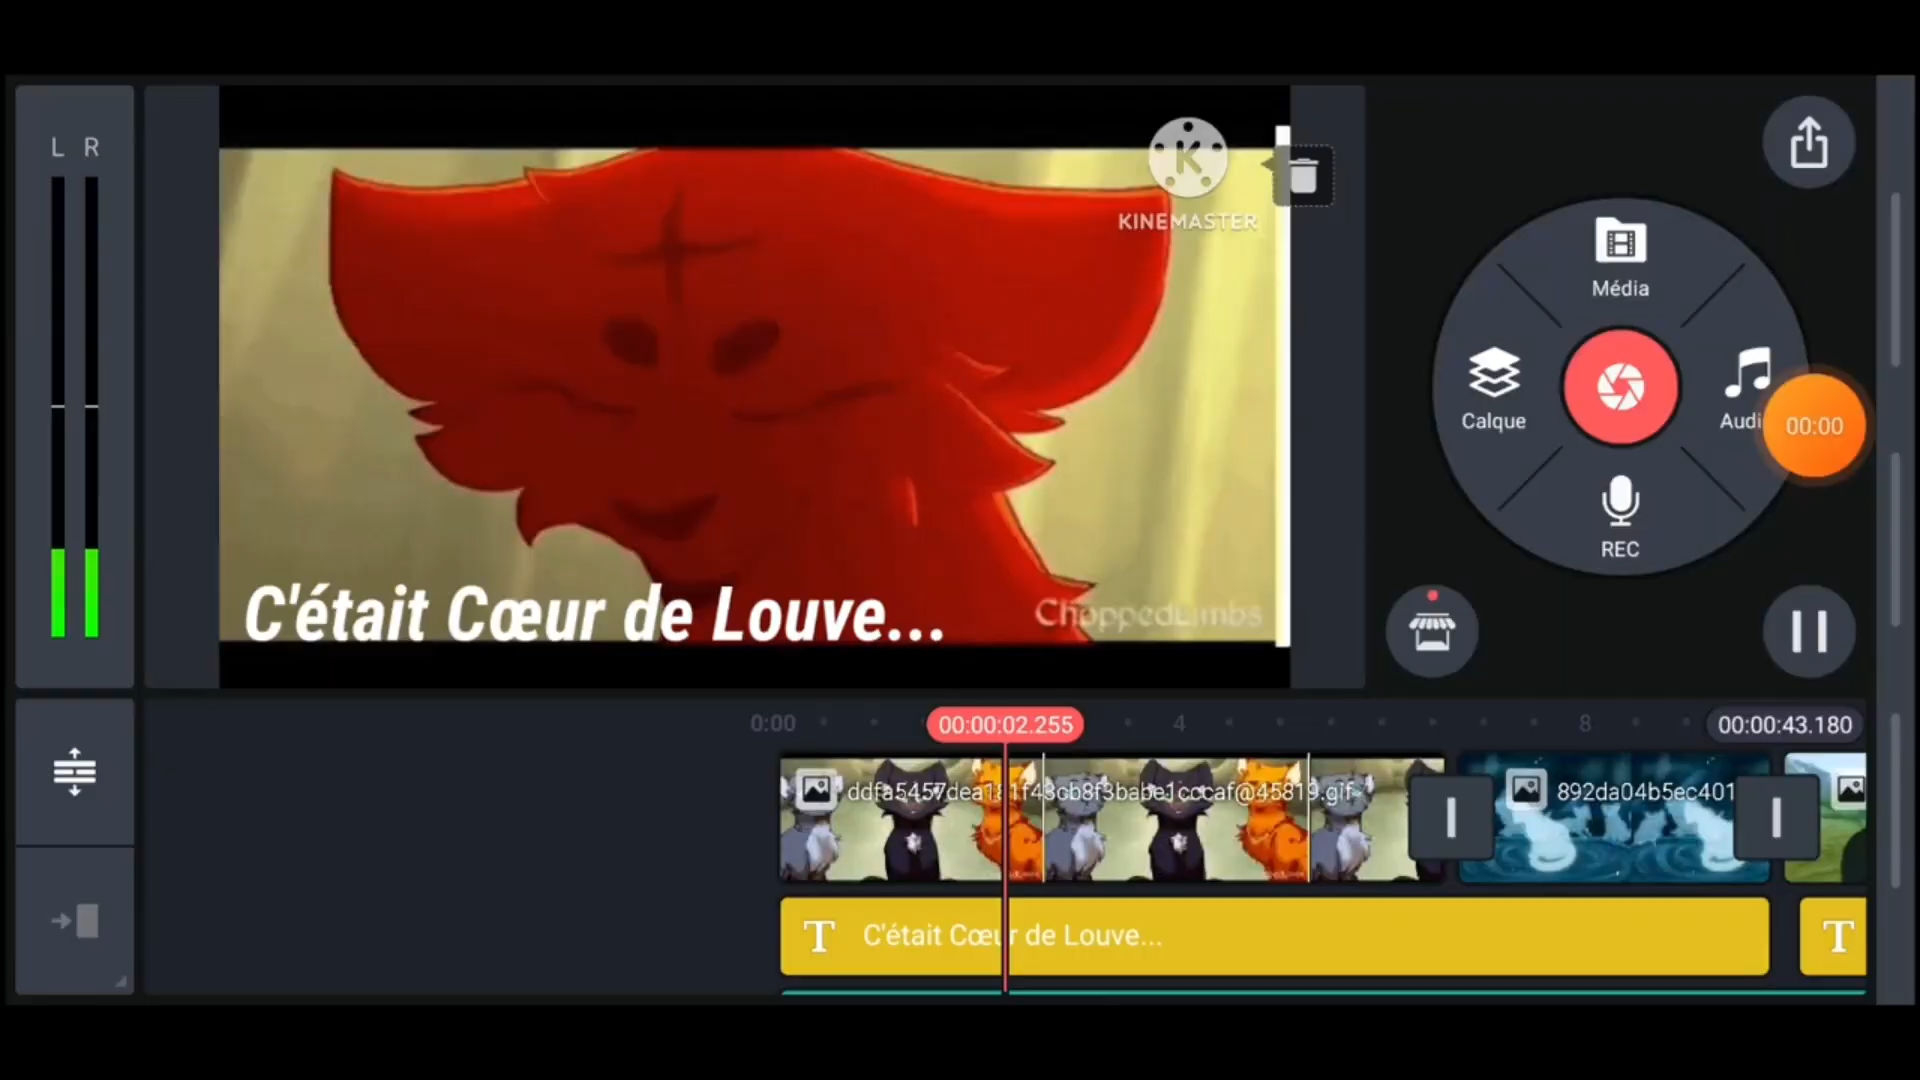 L R
KINEMASTER
Média
Calque
Audi
00:00
REC
C'était Cœur de Louve...
ChoppedLimbs
0:00
00:00:02.255
4
8
00:00:43.180
ddfa5457dea181f43cb8f3babe1cccaf@45819.gif
892da04b5ec401
T C'était Cœur de Louve...
T